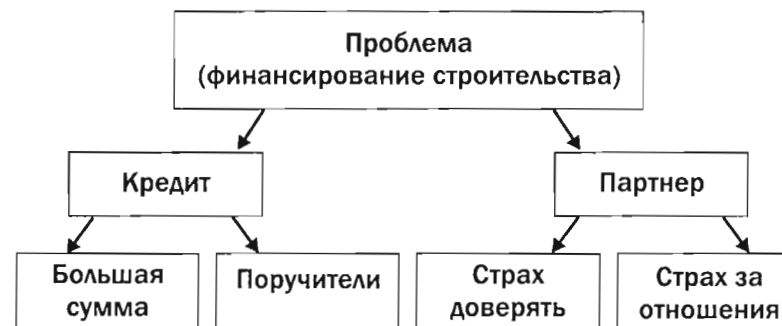 Проблема
(финансирование строительства)
Кредит
Партнер
Большая
сумма
Поручители
Страх
доверять
Страх за
отношения